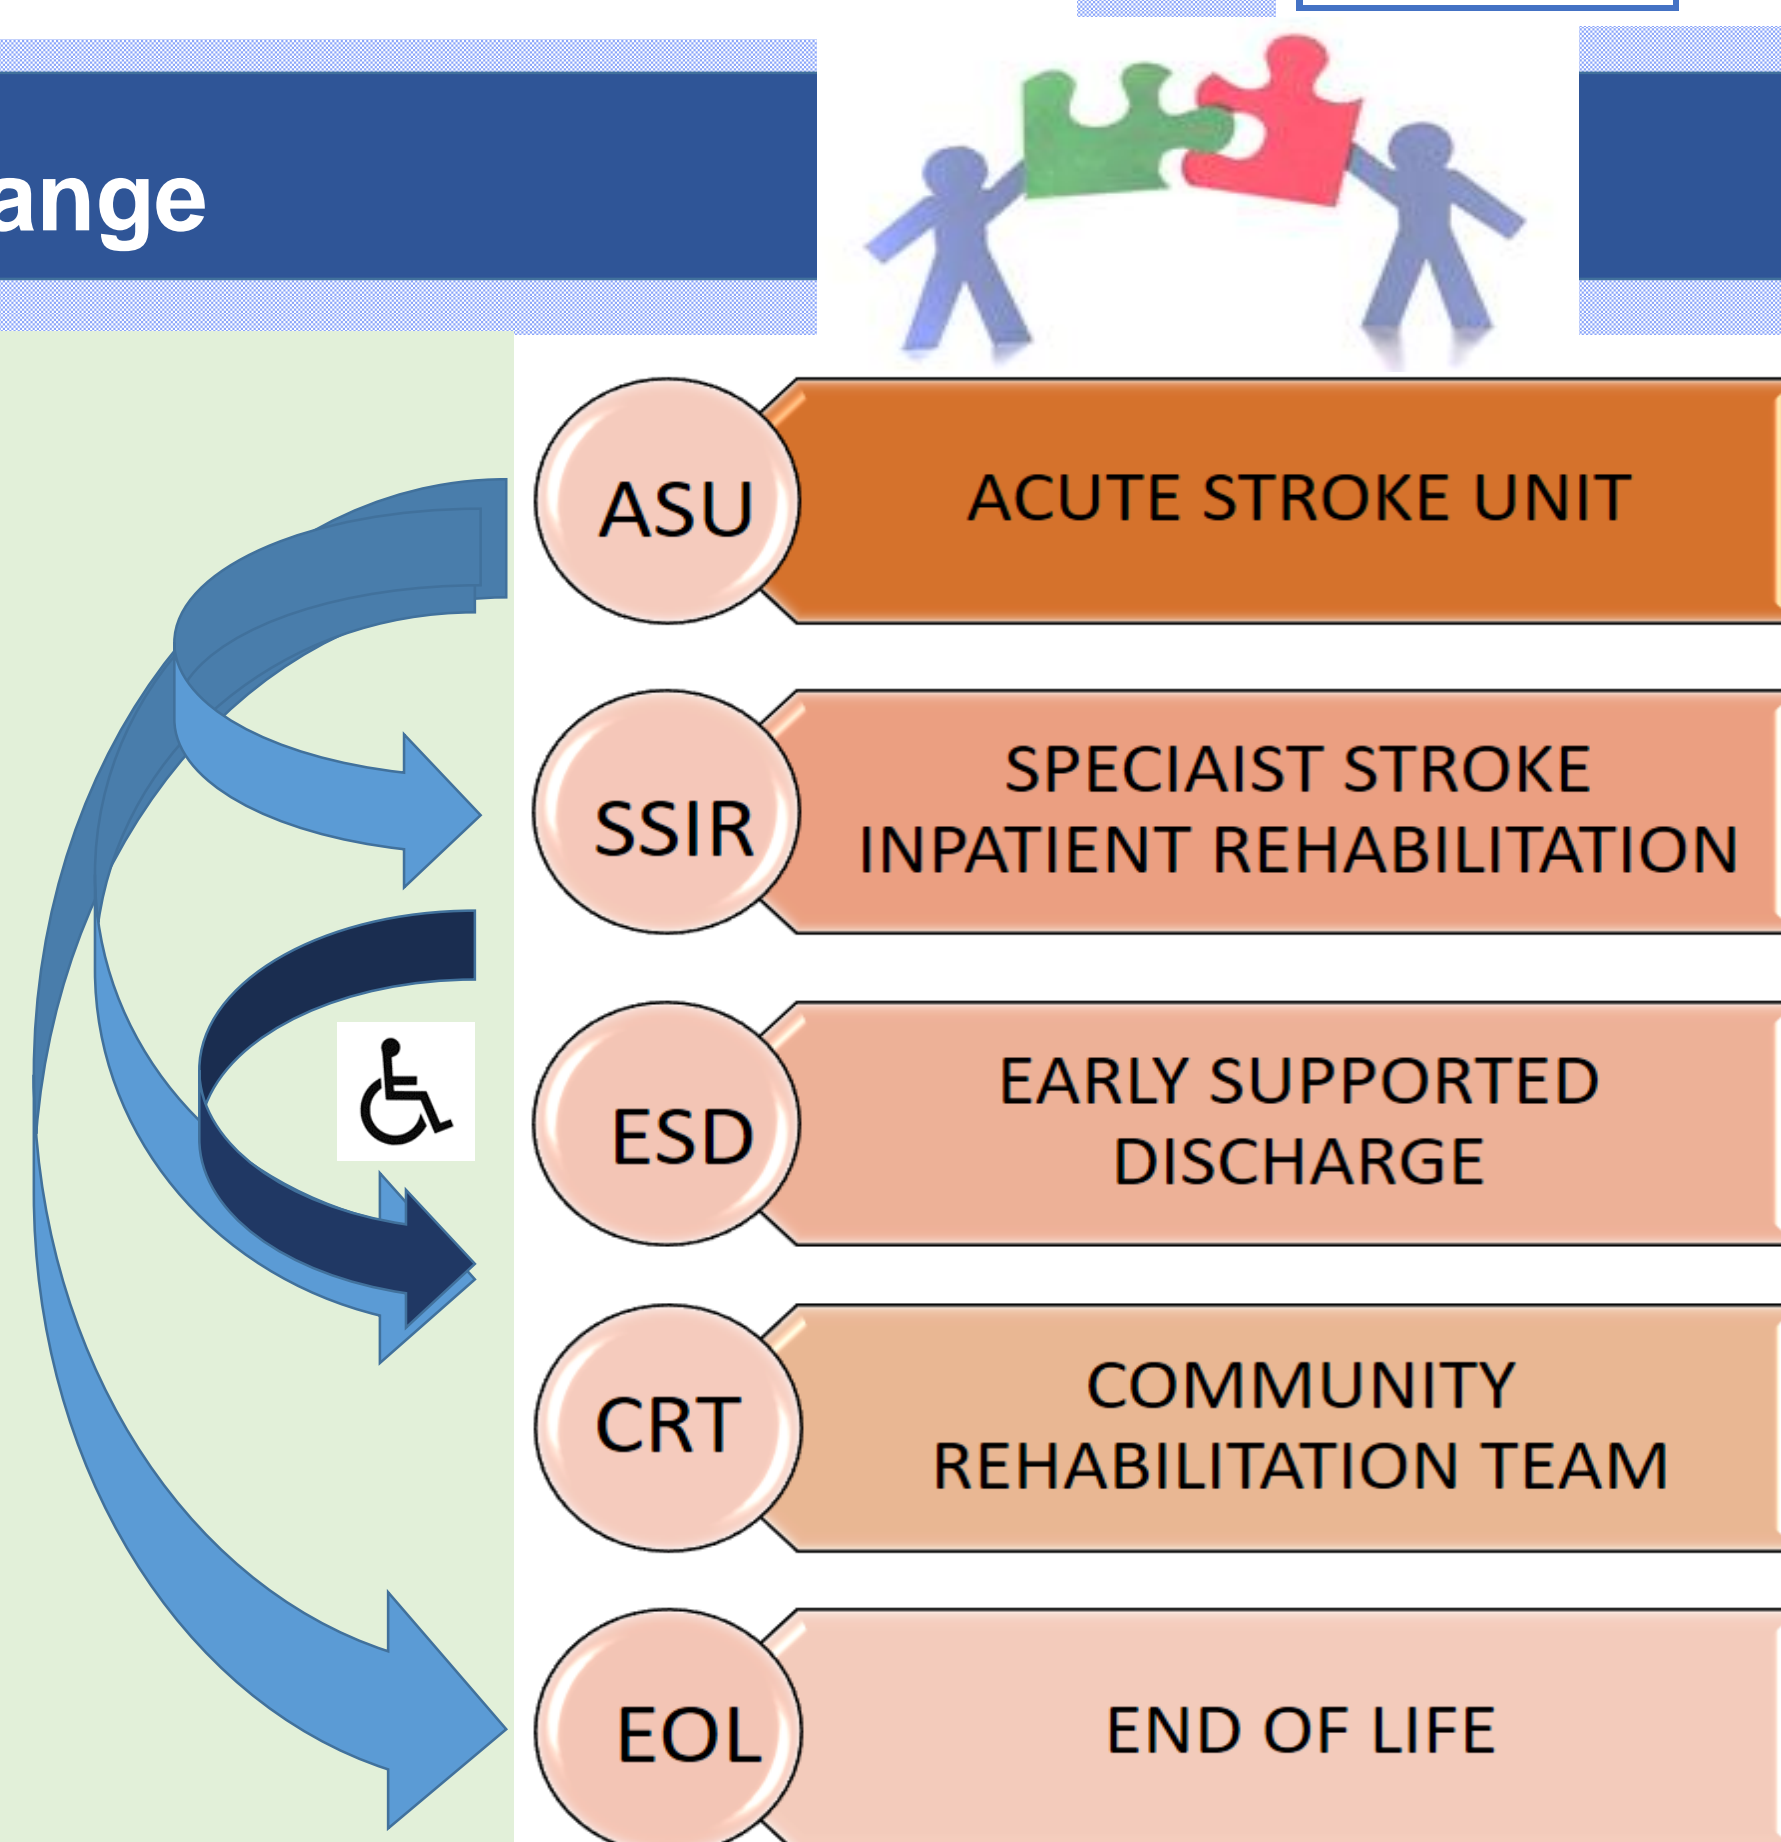 ange
ASU
ACUTE STROKE UNIT
SSIR
SPECIAIST STROKE
INPATIENT REHABILITATION
ESD
EARLY SUPPORTED
DISCHARGE
CRT
COMMUNITY
REHABILITATION TEAM
EOL
END OF LIFE